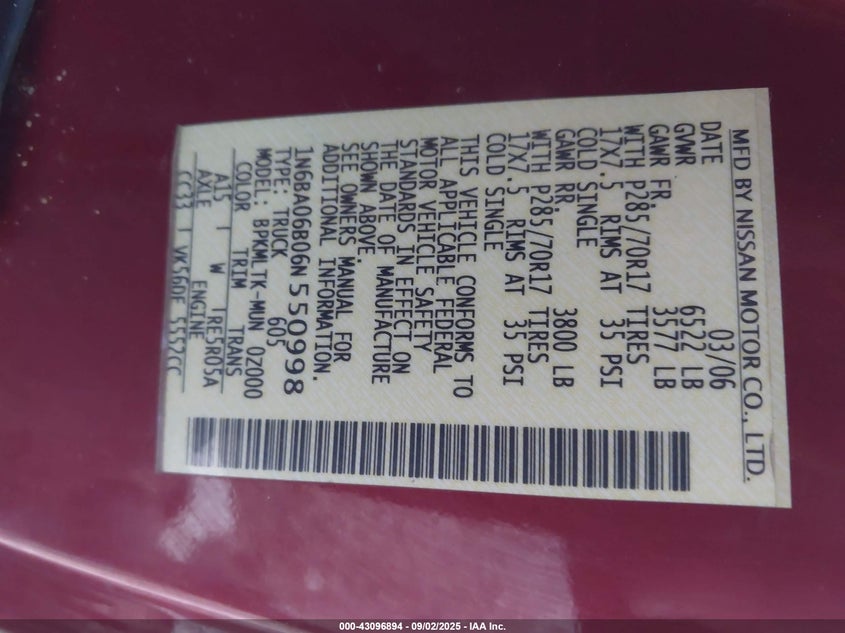 MFD BY NISSAN MOTOR CO., LTD.
DATE 03/06
GVWR 6522 LB
GAWR FR. 3577 LB
WITH P285/70R17 TIRES
17X7.5 RIMS AT 35 PSI
COLD SINGLE
GAWR RR. 3800 LB
WITH P285/70R17 TIRES
17X7.5 RIMS AT 35 PSI
COLD SINGLE
THIS VEHICLE CONFORMS TO
ALL APPLICABLE FEDERAL
MOTOR VEHICLE SAFETY
STANDARDS IN EFFECT ON
THE DATE OF MANUFACTURE
SHOWN ABOVE.
SEE OWNERS MANUAL FOR
ADDITIONAL INFORMATION.
1N6BA06B06N550998
TYPE: TRUCK 605
MODEL: BPKMLTK-MUN 02000
COLOR TRIM TRANS
A15 | W | RE5R05A
AXLE ENGINE
CC33 | VK56DE 5552CC
000-43096894 - 09/02/2025 - IAA Inc.